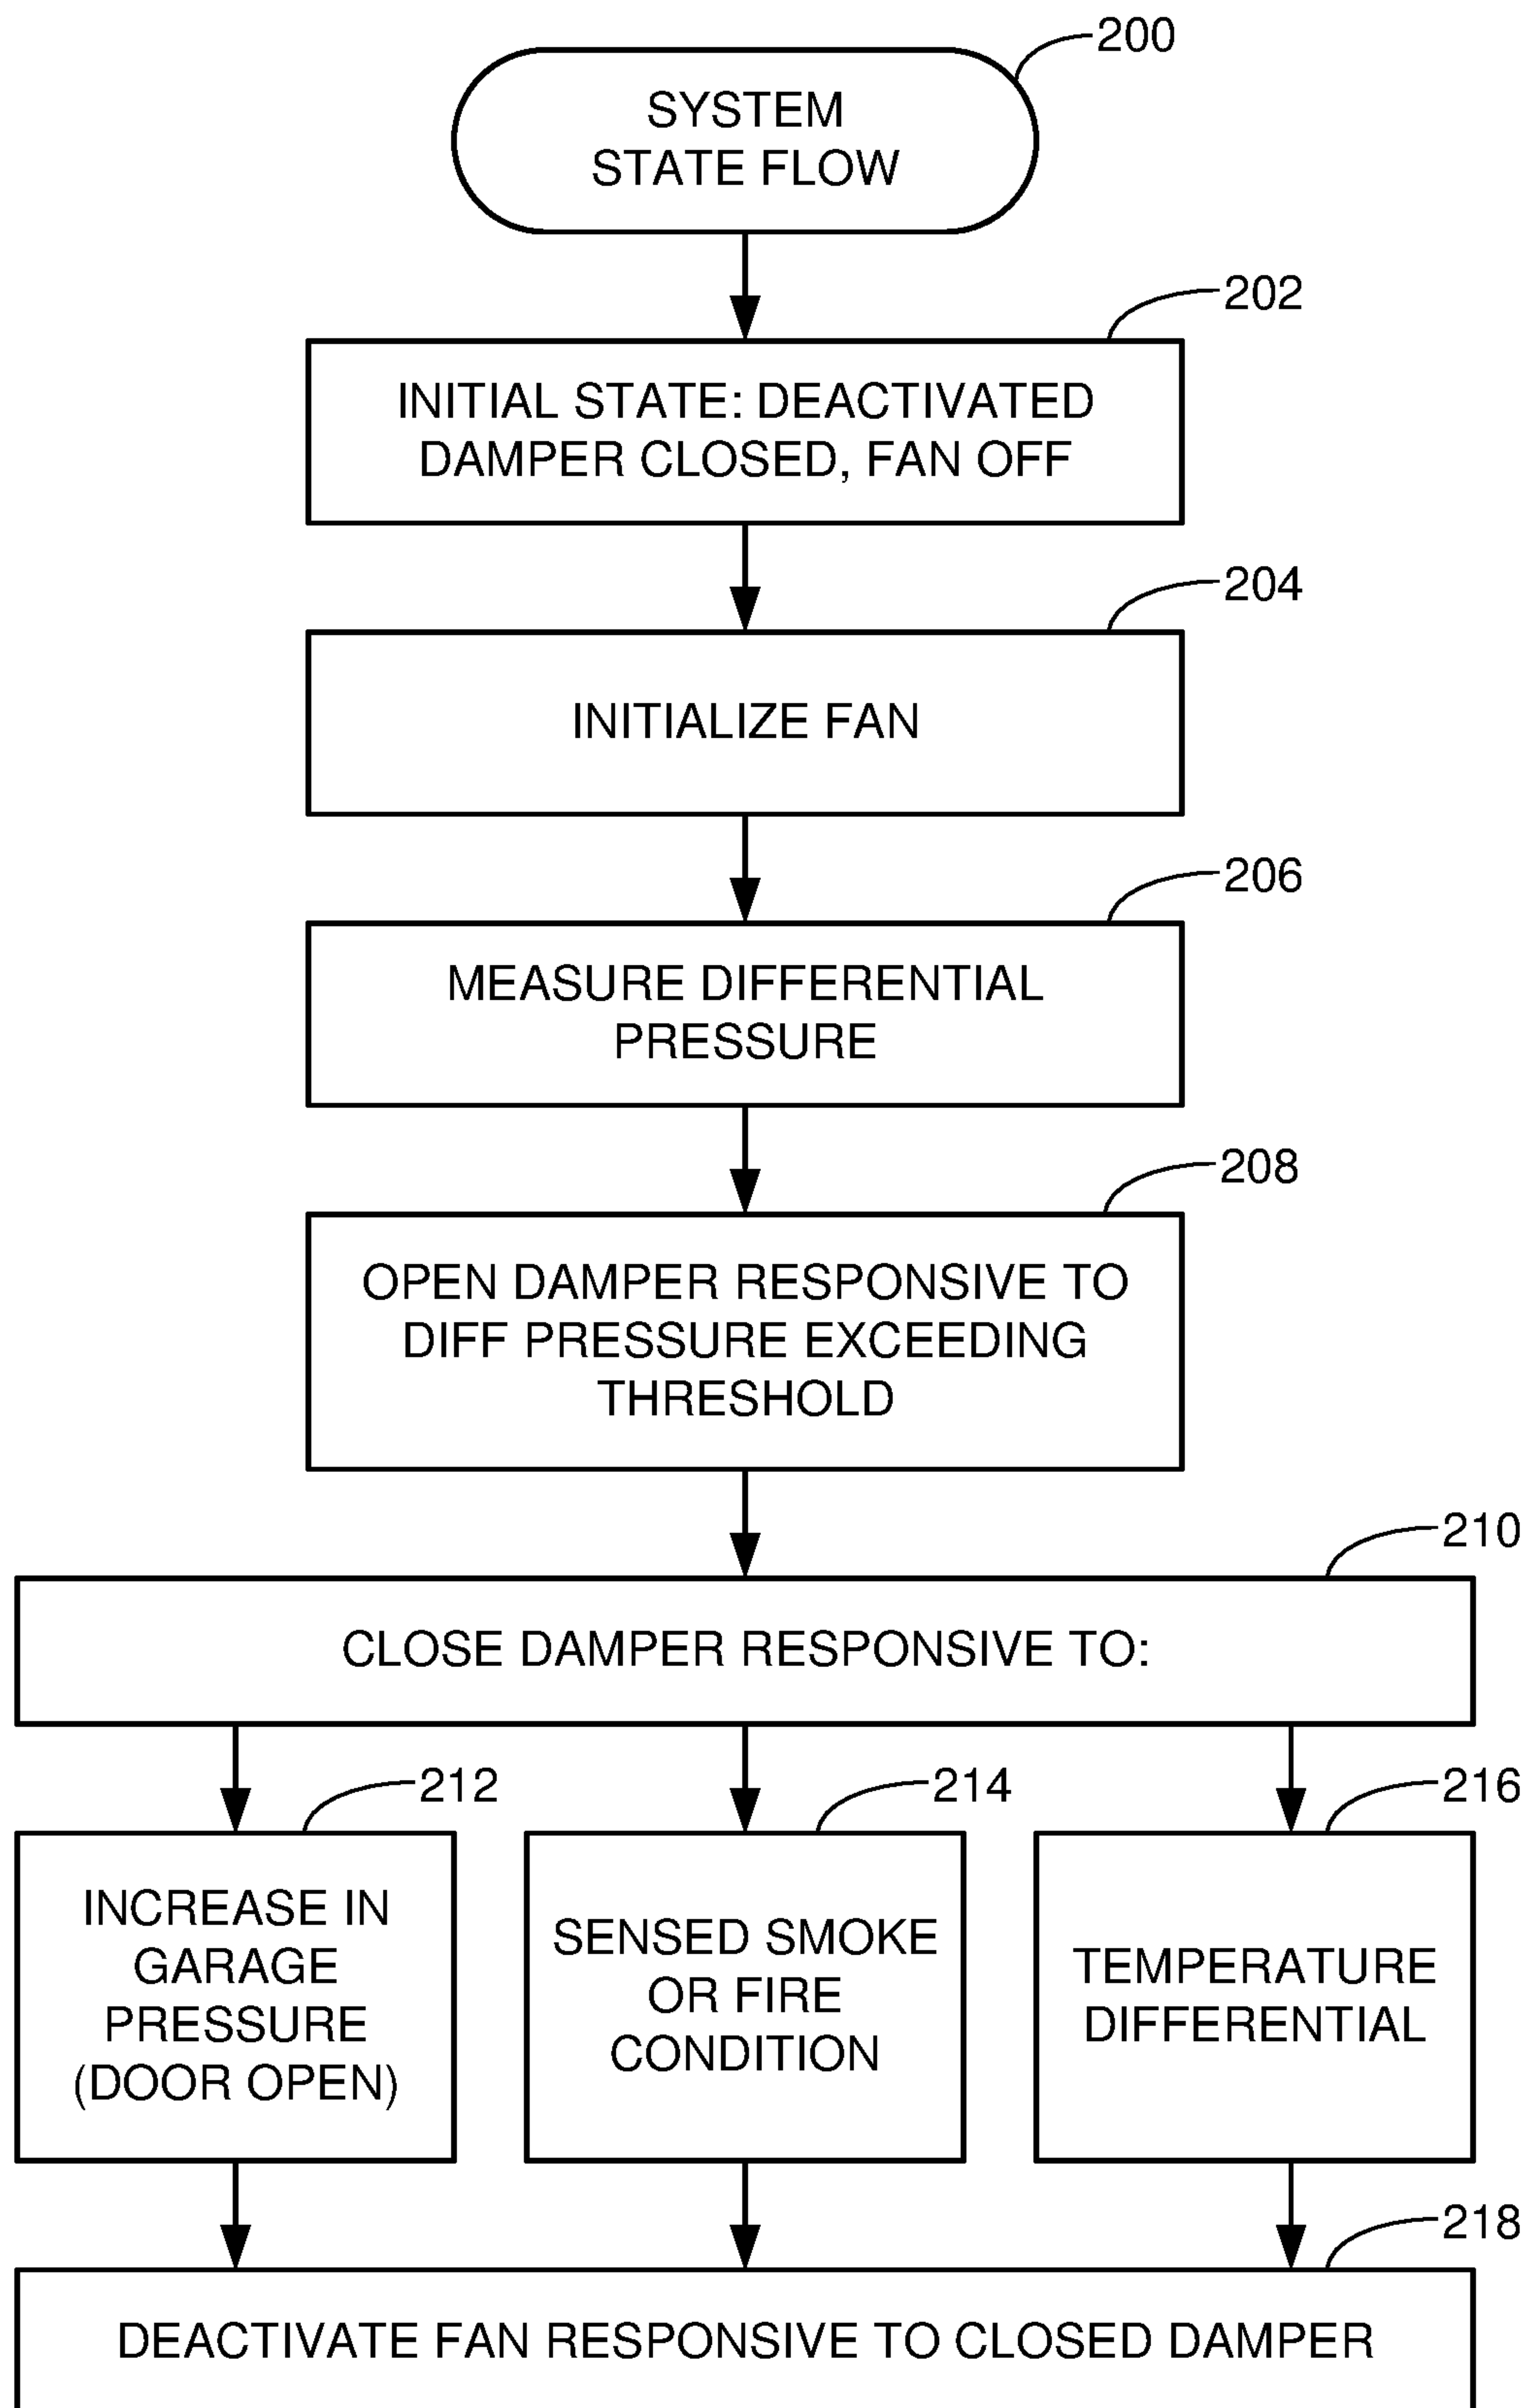 200
SYSTEM
STATE FLOW
202
INITIAL STATE: DEACTIVATED
DAMPER CLOSED, FAN OFF
204
INITIALIZE FAN
206
MEASURE DIFFERENTIAL
PRESSURE
208
OPEN DAMPER RESPONSIVE TO
DIFF PRESSURE EXCEEDING
THRESHOLD
210
CLOSE DAMPER RESPONSIVE TO:
212
INCREASE IN
GARAGE
PRESSURE
(DOOR OPEN)
214
SENSED SMOKE
OR FIRE
CONDITION
216
TEMPERATURE
DIFFERENTIAL
218
DEACTIVATE FAN RESPONSIVE TO CLOSED DAMPER